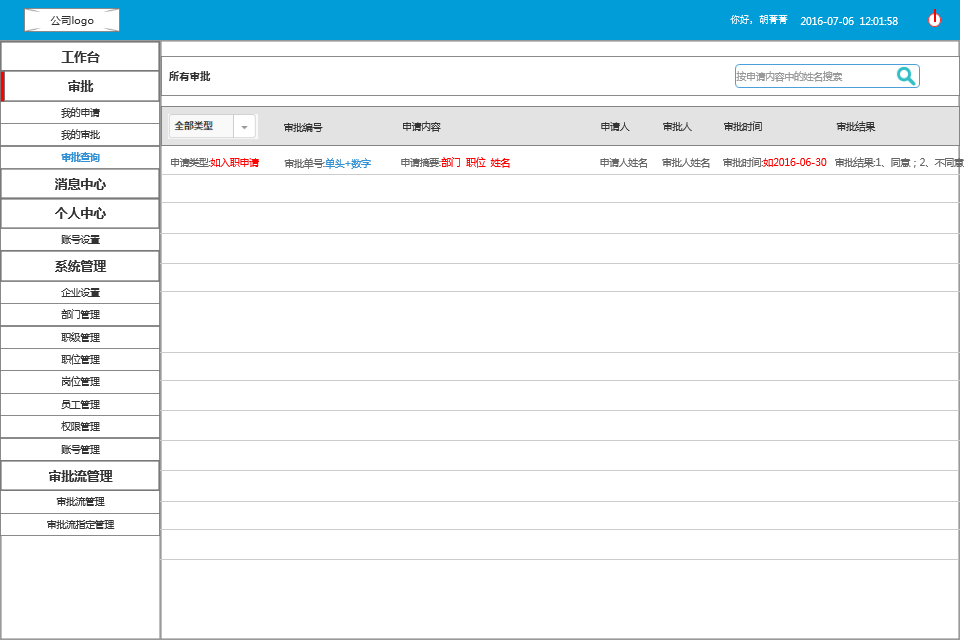 公司logo
你好，胡菁菁 2016-07-06 12:01:58
工作台
审批
我的申请
我的审批
审批查询
消息中心
个人中心
账号设置
系统管理
企业设置
部门管理
职级管理
职位管理
岗位管理
员工管理
权限管理
账号管理
审批流管理
审批流管理
审批流指定管理
所有审批
按申请内容中的姓名搜索
全部类型 审批编号 申请内容 申请人 审批人 审批时间 审批结果
申请类型:如入职申请 审批单号:单头+数字 申请摘要:部门 职位 姓名 申请人姓名 审批人姓名 审批时间:如2016-06-30 审批结果:1、同意；2、不同意